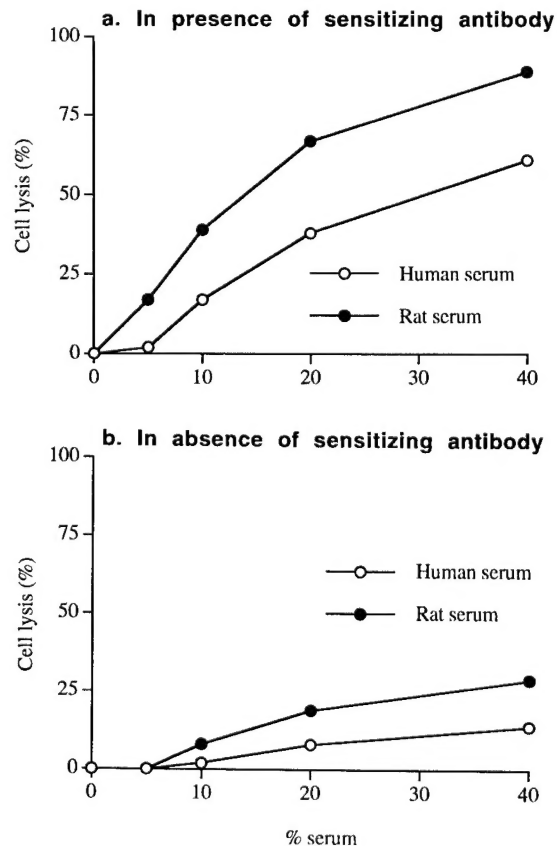 a. In presence of sensitizing antibody
100
75
50
25
0
Cell lysis (%)
Human serum
Rat serum
0 10 20 30 40
b. In absence of sensitizing antibody
100
75
50
25
0
Cell lysis (%)
Human serum
Rat serum
0 10 20 30 40
% serum